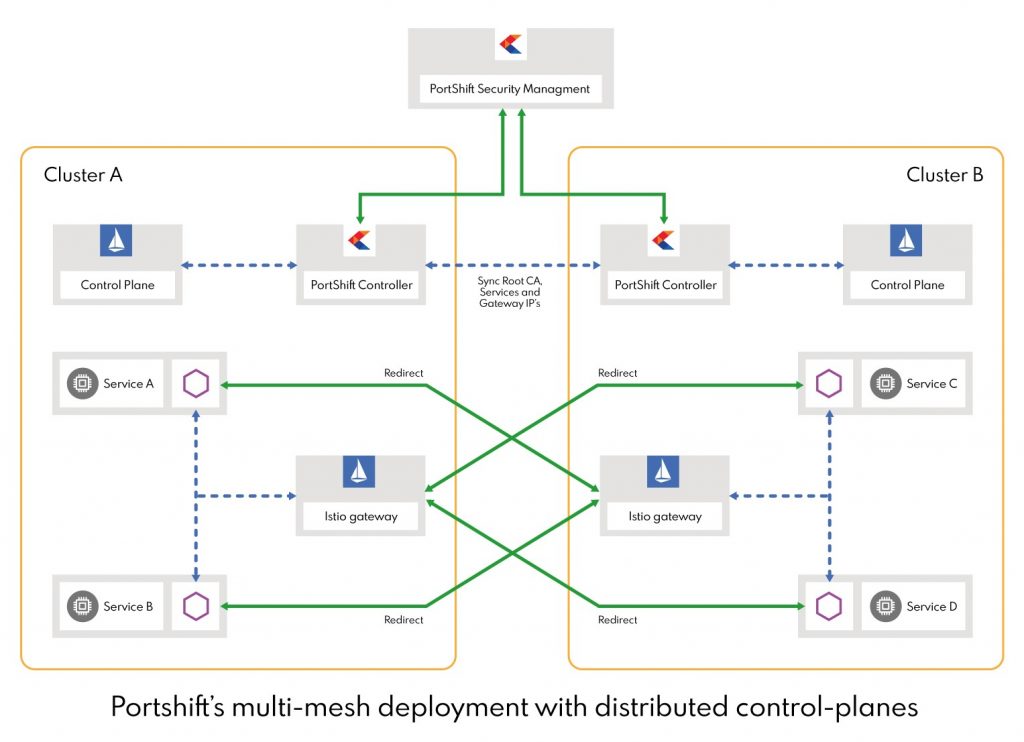 PortShift Security Managment
Cluster A
Cluster B
Control Plane
PortShift Controller
Sync Root CA,
Services and
Gateway IP's
PortShift Controller
Control Plane
Service A
Redirect
Redirect
Service C
Istio gateway
Istio gateway
Service B
Redirect
Redirect
Service D
Portshift's multi-mesh deployment with distributed control-planes